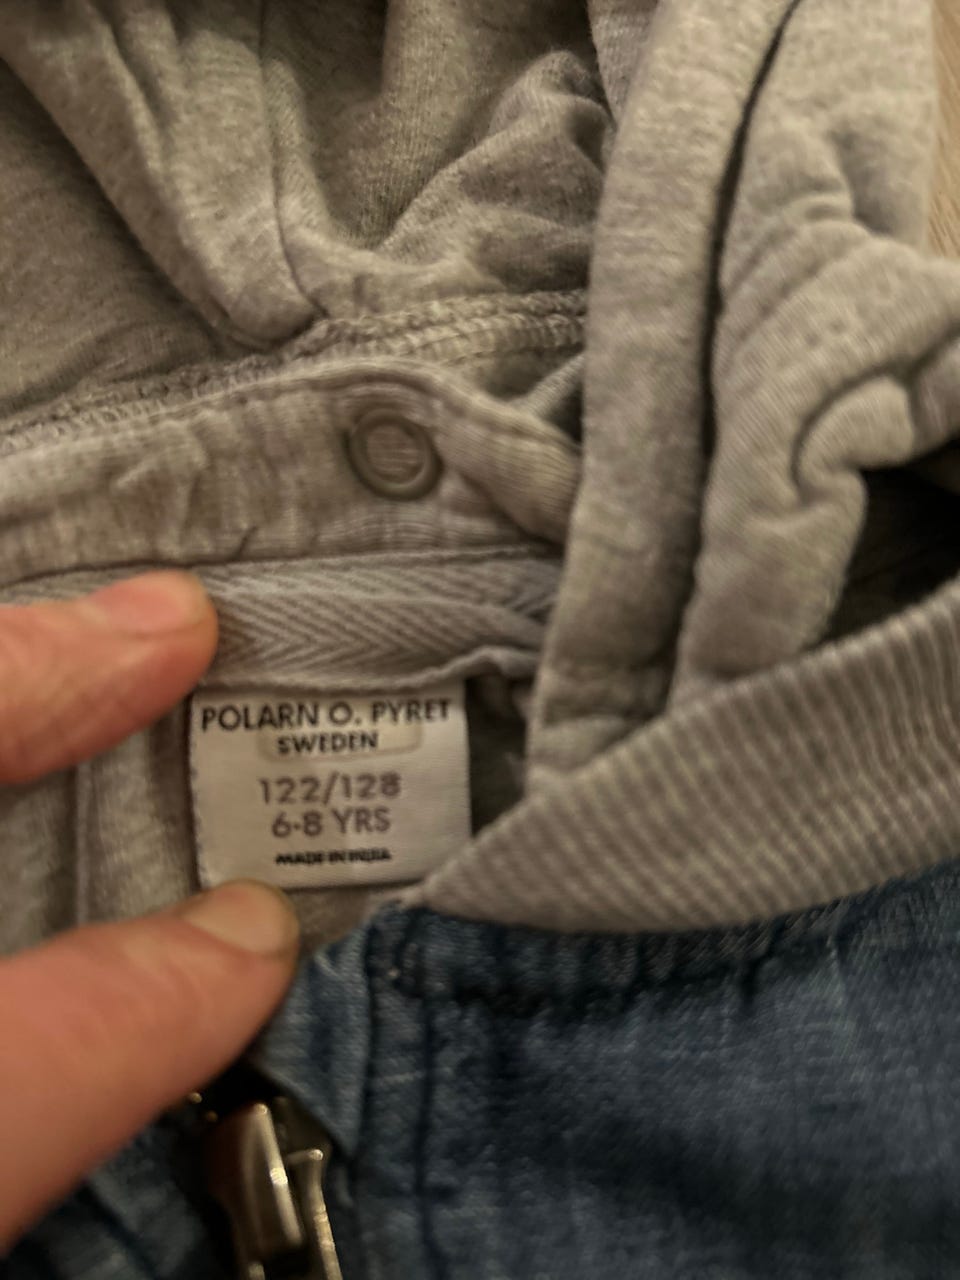 POLARN O. PYRET
SWEDEN
122/128
6-8 YRS
MADE IN INDIA